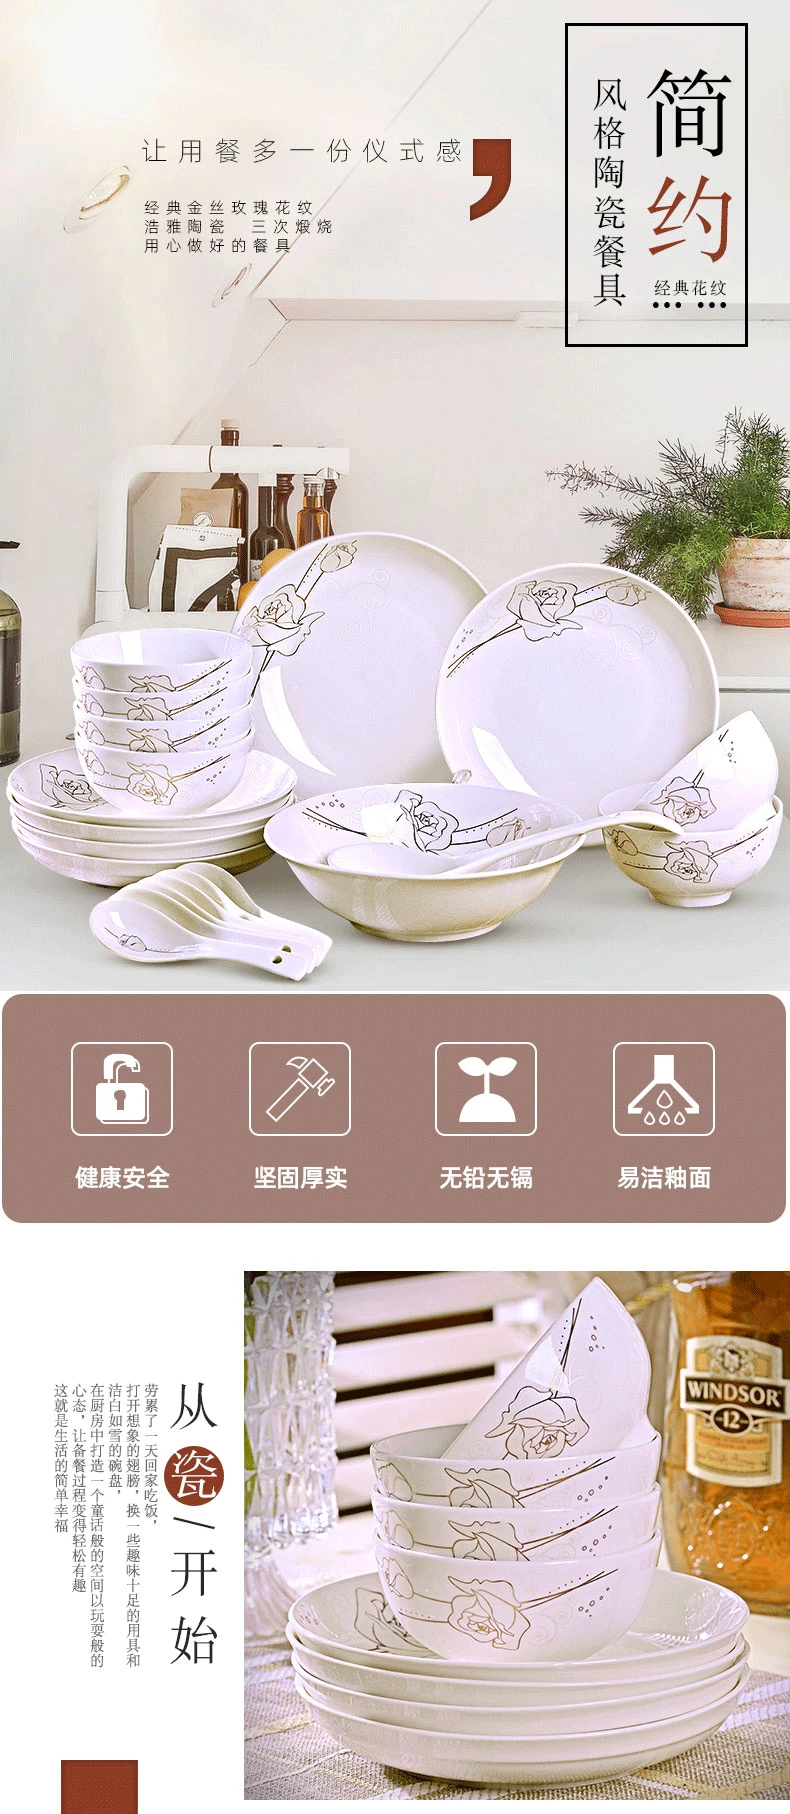 简约
风格陶瓷餐具
经典花纹
让用餐多一份仪式感
经典金丝玫瑰花纹
浩雅陶瓷 三次煅烧
用心做好的餐具
健康安全
坚固厚实
无铅无镉
易洁釉面
从瓷/开始
劳累了一天回家吃饭，
打开想象的翅膀，换一些趣味十足的用具和
洁白如雪的碗盘，
在厨房中打造一个童话般的空间以玩耍般的
心态，让备餐过程变得轻松有趣
这就是生活的简单幸福
WINDSOR
12